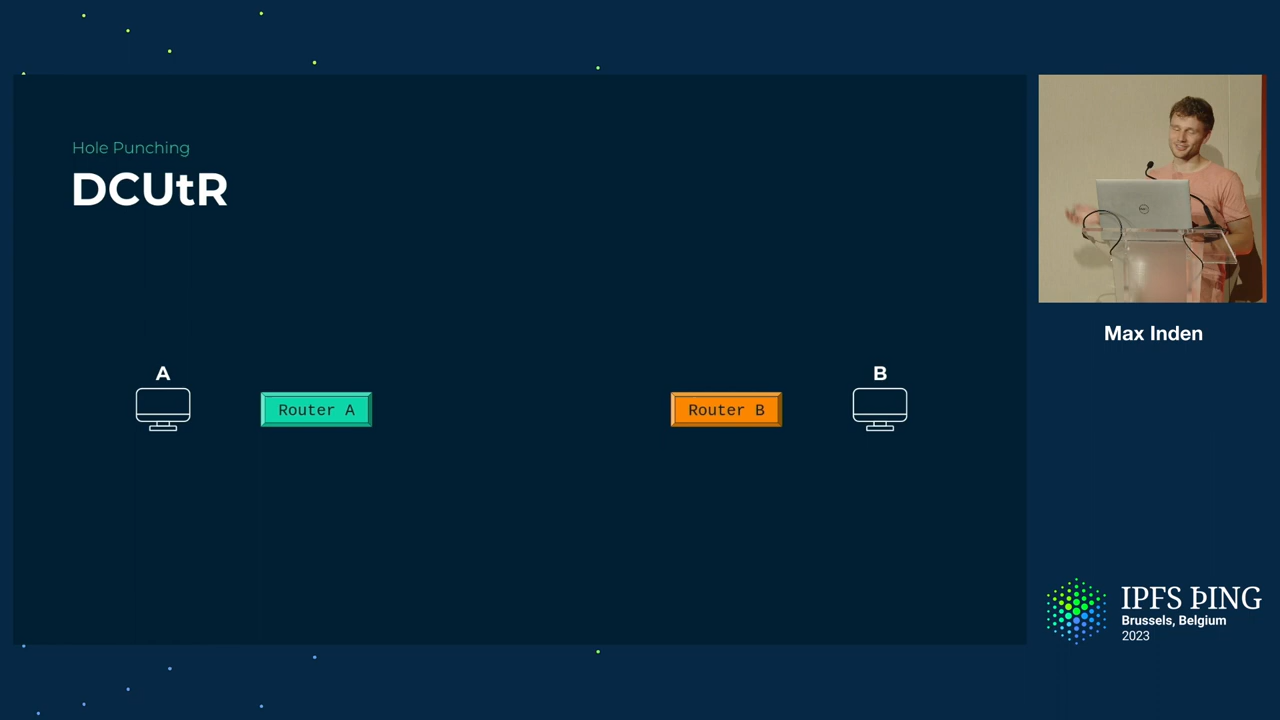 Hole Punching
DCUtR
A
Router A
Router B
B
Max Inden
IPFS ÞING
Brussels, Belgium
2023